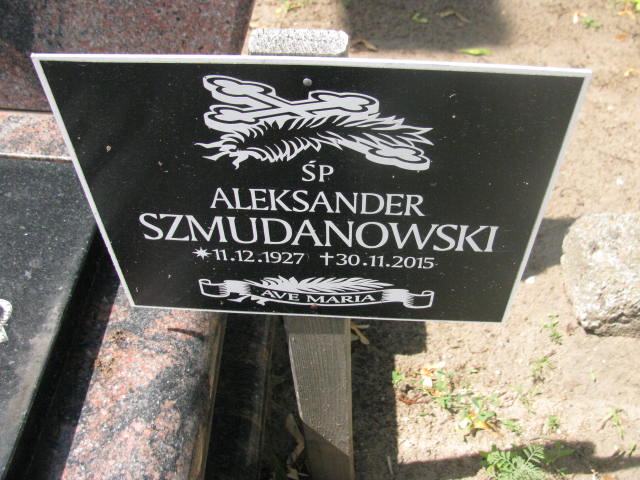 ŚP
ALEKSANDER
SZMUDANOWSKI
*11.12.1927 †30.11.2015
AVE MARIA